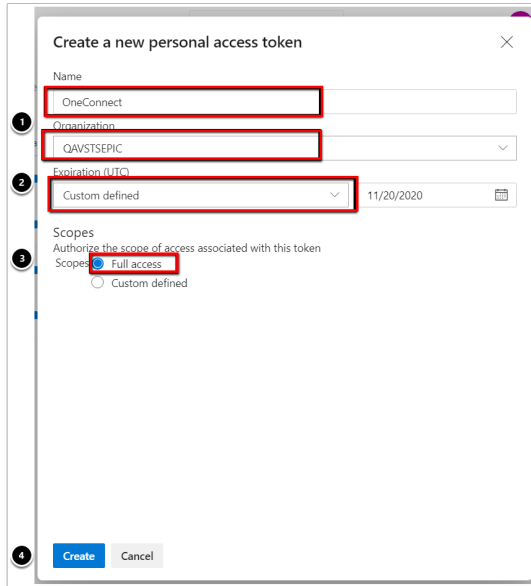 Create a new personal access token
Name
OneConnect
1
Organization
QAVSTSEPIC
2
Expiration (UTC)
Custom defined 11/20/2020
Scopes
Authorize the scope of access associated with this token
3
Scopes Full access
Custom defined
4
Create Cancel